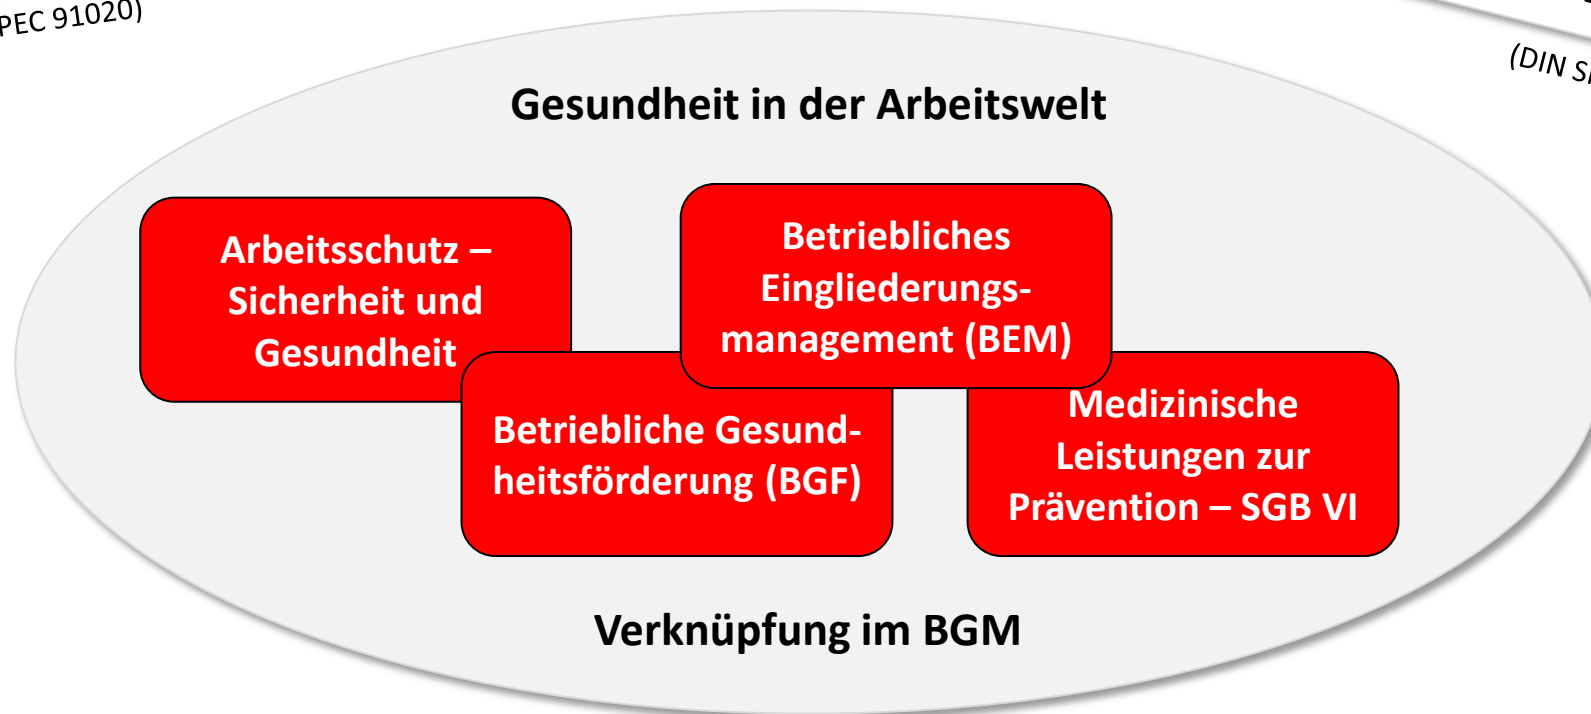 PEC 91020)
(DIN S
Gesundheit in der Arbeitswelt
Arbeitsschutz –
Sicherheit und
Gesundheit
Betriebliches
Eingliederungs-
management (BEM)
Betriebliche Gesund-
heitsförderung (BGF)
Medizinische
Leistungen zur
Prävention – SGB VI
Verknüpfung im BGM